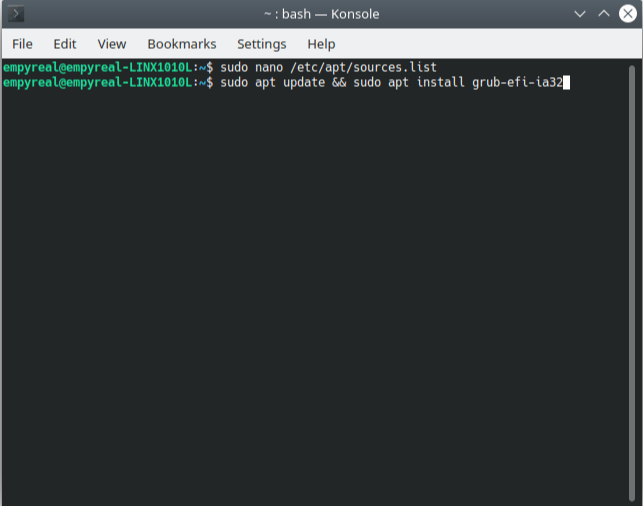 ~ : bash — Konsole
File Edit View Bookmarks Settings Help
empyreal@empyreal-LINX1010L:~$ sudo nano /etc/apt/sources.list
empyreal@empyreal-LINX1010L:~$ sudo apt update && sudo apt install grub-efi-ia32